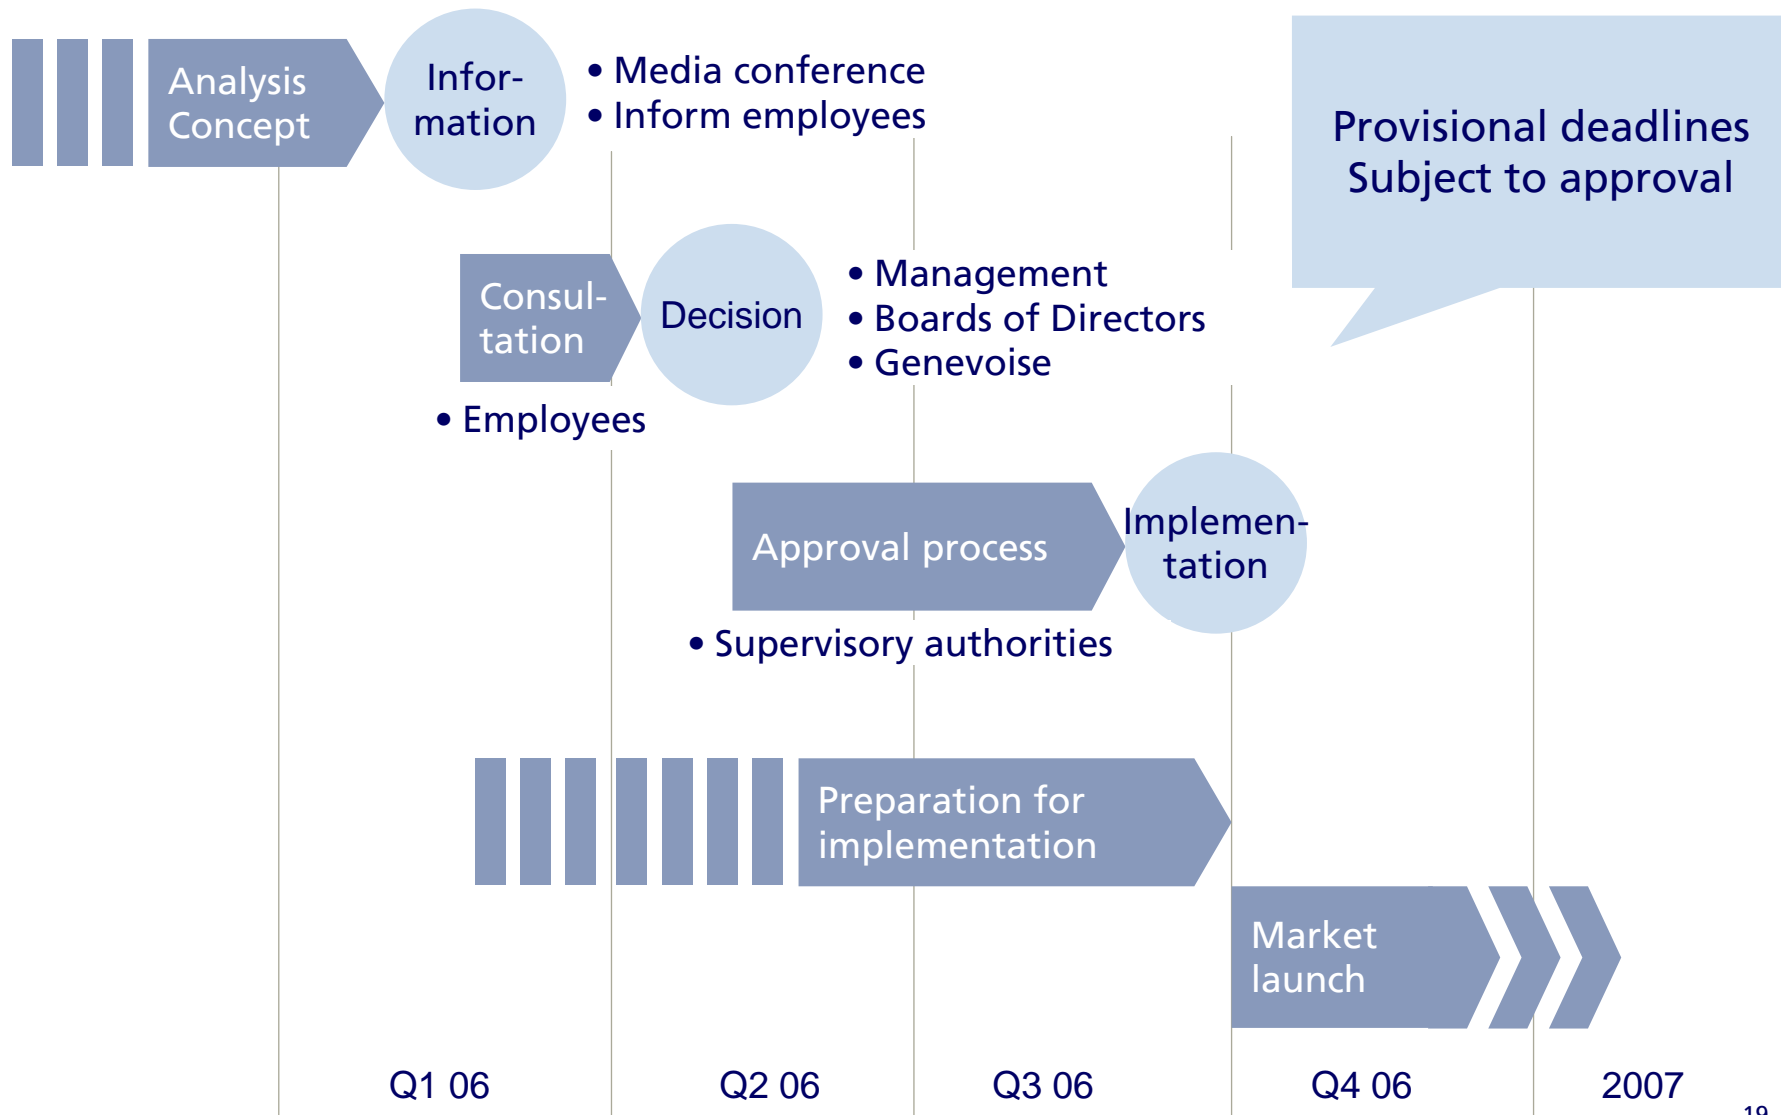 Analysis
Concept
Infor-
mation
• Media conference
• Inform employees
Provisional deadlines
Subject to approval
Consul-
tation
Decision
• Management
• Boards of Directors
• Genevoise
• Employees
Approval process
Implemen-
tation
• Supervisory authorities
Preparation for
implementation
Market
launch
Q1 06
Q2 06
Q3 06
Q4 06
2007
19